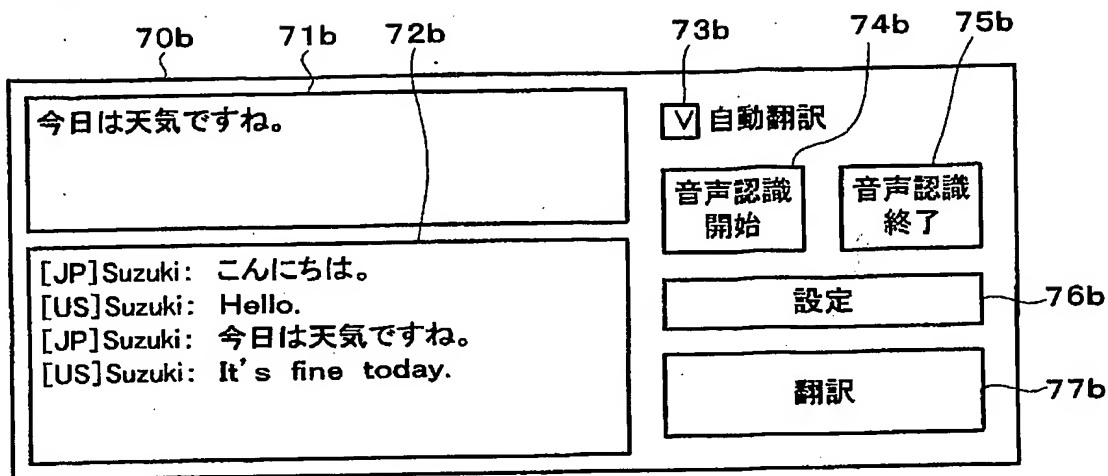 70b 71b 72b 73b 74b 75b
今日は天気ですね。
V 自動翻訳
音声認識
開始
音声認識
終了
[JP]Suzuki: こんにちは。
[US]Suzuki: Hello.
[JP]Suzuki: 今日は天気ですね。
[US]Suzuki: It's fine today.
設定
76b
翻訳
77b